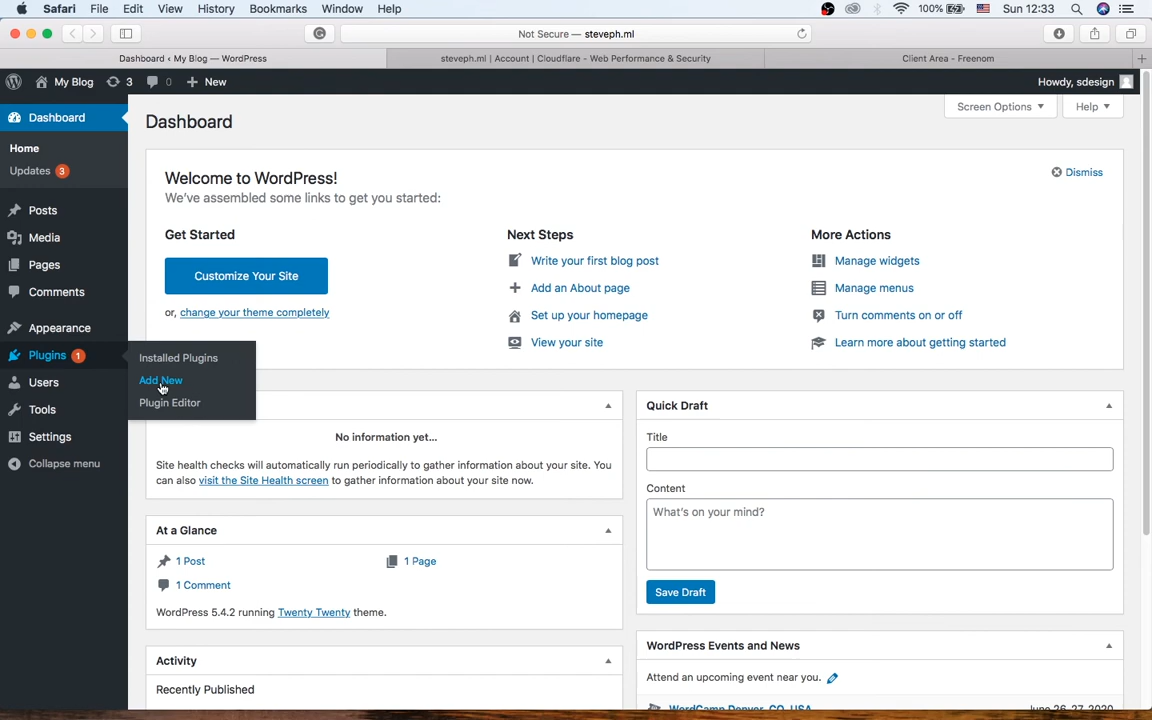 Safari File Edit View History Bookmarks Window Help 100% Sun 12:33
Not Secure — steveph.ml
Dashboard ‹ My Blog — WordPress steveph.ml | Account | Cloudflare - Web Performance & Security Client Area - Freenom
My Blog 3 0 New Howdy, sdesign
Screen Options Help
Dashboard
Home
Updates 3
Posts
Media
Pages
Comments
Appearance
Plugins 1
Users
Tools
Settings
Collapse menu
Installed Plugins
Add New
Plugin Editor
Dashboard
Welcome to WordPress!
We've assembled some links to get you started:
Dismiss
Get Started
Customize Your Site
or, change your theme completely
Next Steps
Write your first blog post
Add an About page
Set up your homepage
View your site
More Actions
Manage widgets
Manage menus
Turn comments on or off
Learn more about getting started
No information yet...
Site health checks will automatically run periodically to gather information about your site. You
can also visit the Site Health screen to gather information about your site now.
At a Glance
1 Post 1 Page
1 Comment
WordPress 5.4.2 running Twenty Twenty theme.
Activity
Recently Published
Quick Draft
Title
Content
What's on your mind?
Save Draft
WordPress Events and News
Attend an upcoming event near you.
WordCamp Denver, CO, USA June 26-27, 2020